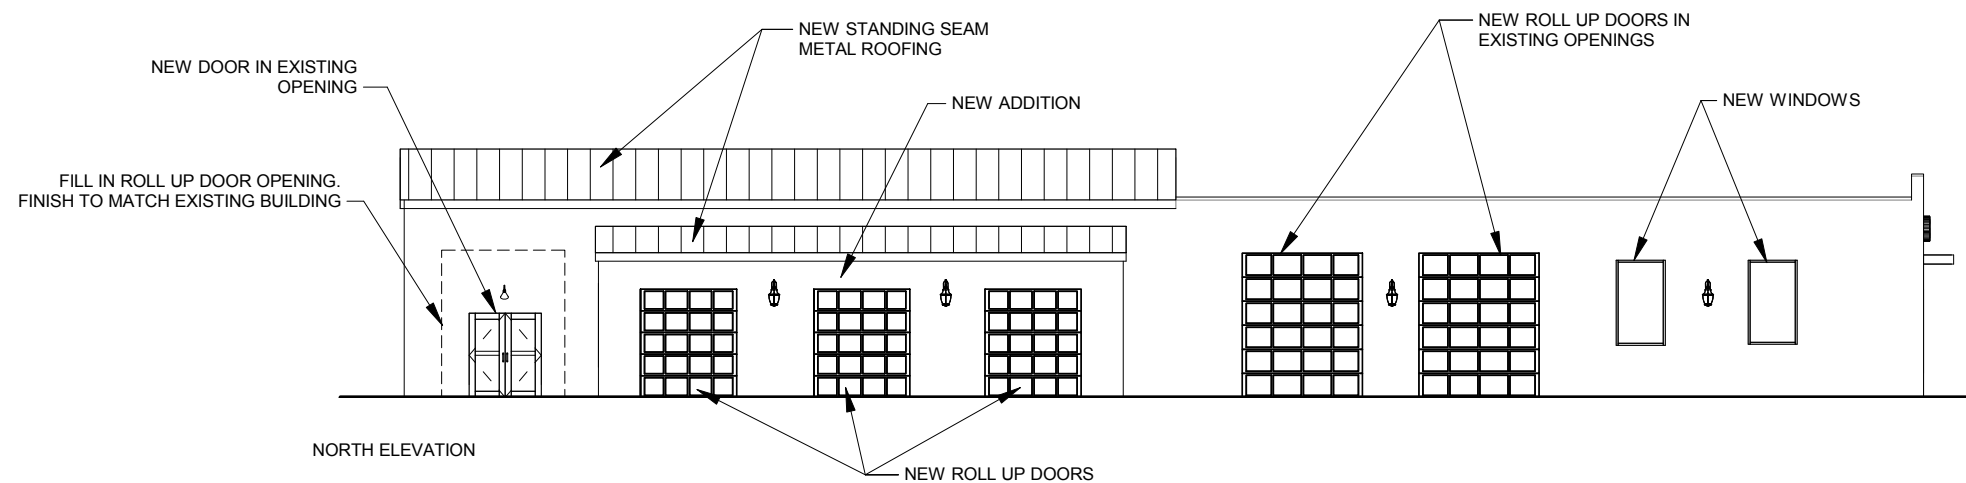 NEW STANDING SEAM
METAL ROOFING
NEW ROLL UP DOORS IN
EXISTING OPENINGS
NEW DOOR IN EXISTING
OPENING
NEW ADDITION
NEW WINDOWS
FILL IN ROLL UP DOOR OPENING.
FINISH TO MATCH EXISTING BUILDING
NORTH ELEVATION
NEW ROLL UP DOORS